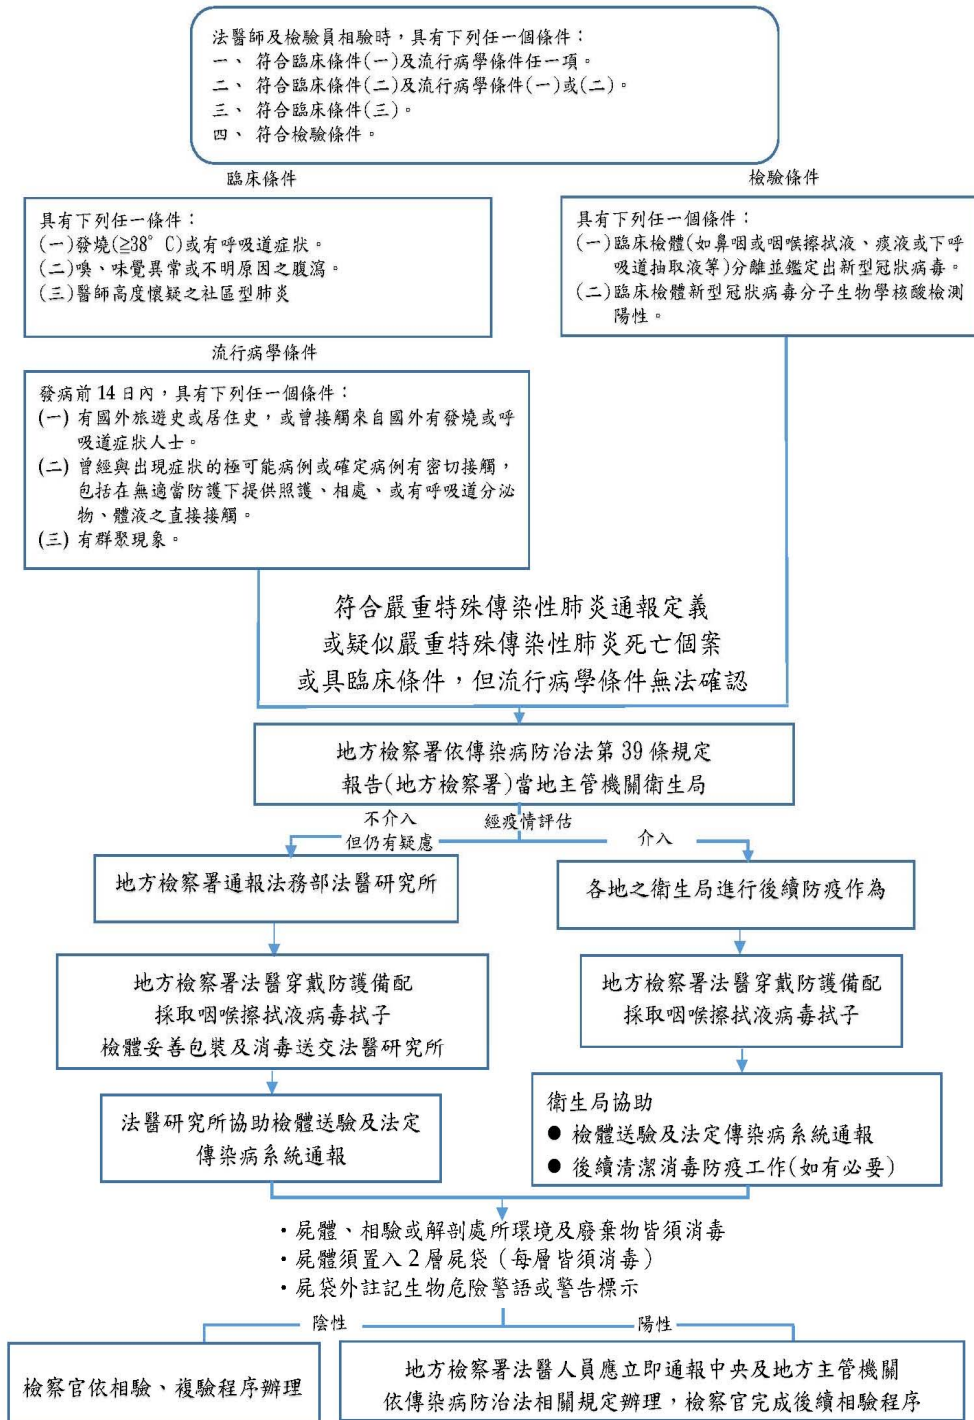 法醫師及檢驗員相驗時，具有下列任一個條件：
一、 符合臨床條件(一)及流行病學條件任一項。
二、 符合臨床條件(二)及流行病學條件(一)或(二)。
三、 符合臨床條件(三)。
四、 符合檢驗條件。
臨床條件
具有下列任一條件：
(一)發燒(≧38°C)或有呼吸道症狀。
(二)嗅、味覺異常或不明原因之腹瀉。
(三)醫師高度懷疑之社區型肺炎
檢驗條件
具有下列任一個條件：
(一)臨床檢體(如鼻咽或咽喉擦拭液、痰液或下呼
吸道抽取液等)分離並鑑定出新型冠狀病毒。
(二)臨床檢體新型冠狀病毒分子生物學核酸檢測
陽性。
流行病學條件
發病前 14 日內，具有下列任一個條件：
(一) 有國外旅遊史或居住史，或曾接觸來自國外有發燒或呼
吸道症狀人士。
(二) 曾經與出現症狀的極可能病例或確定病例有密切接觸，
包括在無適當防護下提供照護、相處、或有呼吸道分泌
物、體液之直接接觸。
(三) 有群聚現象。
符合嚴重特殊傳染性肺炎通報定義
或疑似嚴重特殊傳染性肺炎死亡個案
或具臨床條件，但流行病學條件無法確認
地方檢察署依傳染病防治法第 39 條規定
報告(地方檢察署)當地主管機關衛生局
不介入
但仍有疑慮
經疫情評估
介入
地方檢察署通報法務部法醫研究所
各地之衛生局進行後續防疫作為
地方檢察署法醫穿戴防護備配
採取咽喉擦拭液病毒拭子
檢體妥善包裝及消毒送交法醫研究所
地方檢察署法醫穿戴防護備配
採取咽喉擦拭液病毒拭子
法醫研究所協助檢體送驗及法定
傳染病系統通報
衛生局協助
● 檢體送驗及法定傳染病系統通報
● 後續清潔消毒防疫工作(如有必要)
・屍體、相驗或解剖處所環境及廢棄物皆須消毒
・屍體須置入 2 層屍袋（每層皆須消毒）
・屍袋外註記生物危險警語或警告標示
陰性
陽性
檢察官依相驗、複驗程序辦理
地方檢察署法醫人員應立即通報中央及地方主管機關
依傳染病防治法相關規定辦理，檢察官完成後續相驗程序